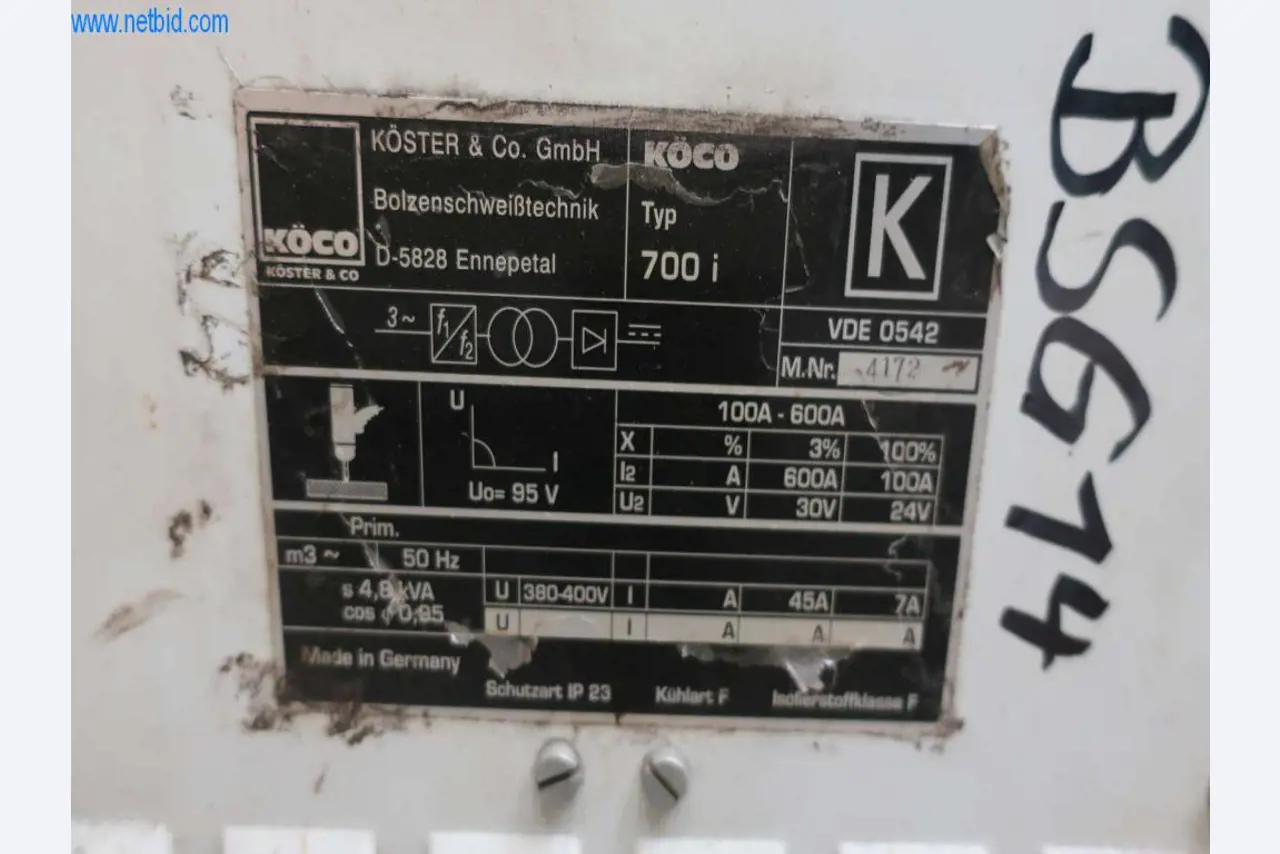 www.netbid.com
KÖCO
KÖSTER & CO
KÖSTER & Co. GmbH
Bolzenschweißtechnik
D-5828 Ennepetal
KÖCO
Typ
700 i
K
VDE 0542
M.Nr. 4172
3~ f1/f2
U
I
Uo= 95 V
100A - 600A
X % 3% 100%
I2 A 600A 100A
U2 V 30V 24V
Prim.
m3 ~ 50 Hz
s 4,8 kVA
cos φ 0,95
U 380-400V I A 45A 7A
U I A A A
Made in Germany
Schutzart IP 23 Kühlart F Isolierstoffklasse F
BSG14